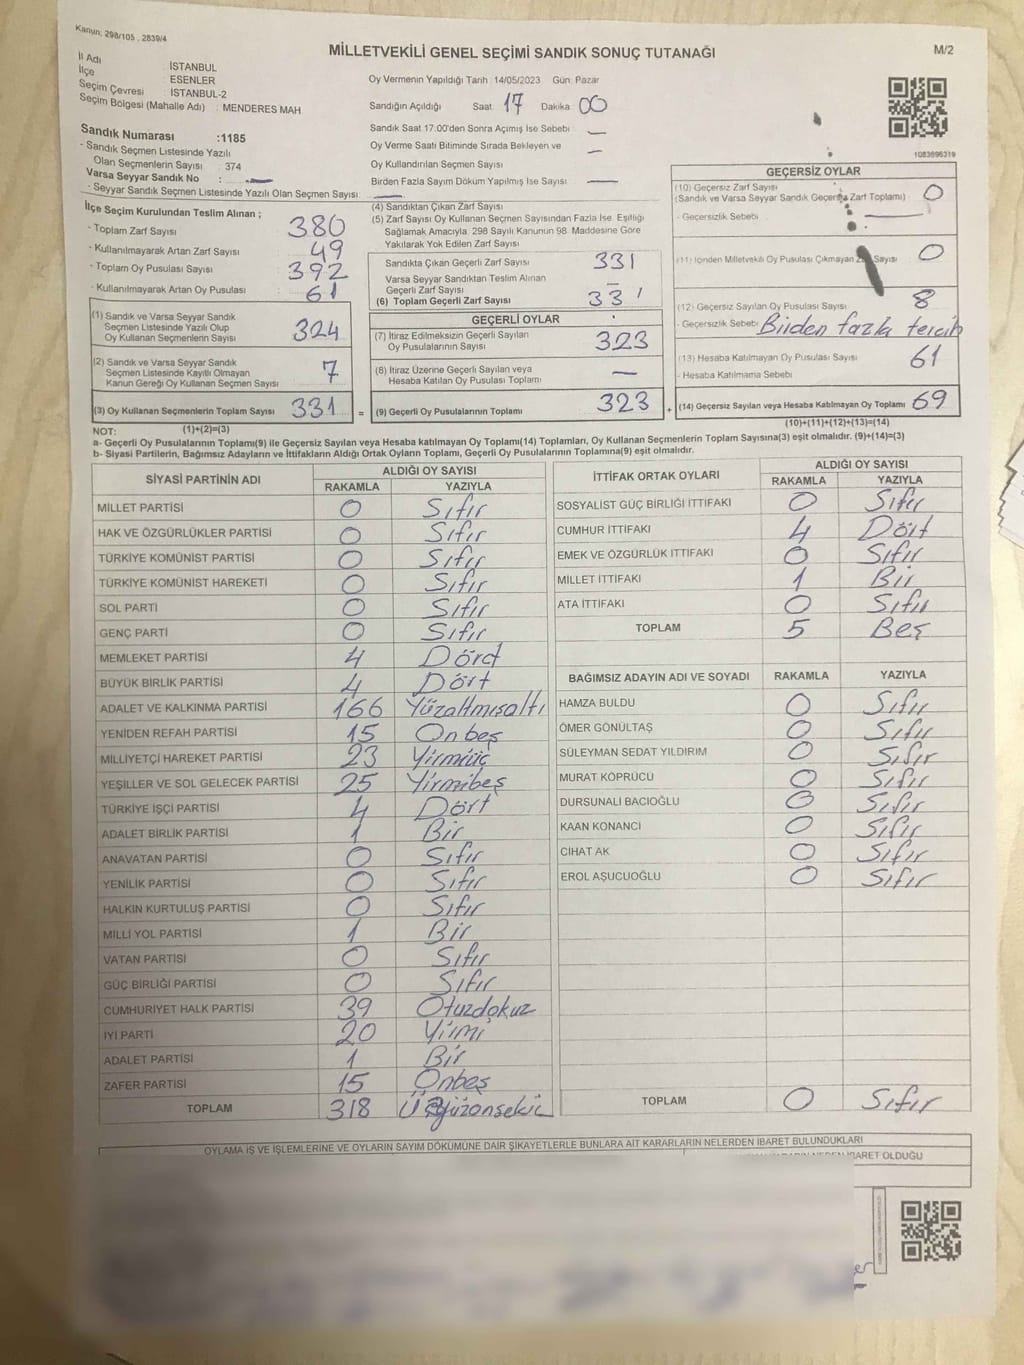 Kanun; 298/105 , 2839/4
MİLLETVEKİLİ GENEL SEÇİMİ SANDIK SONUÇ TUTANAĞI
M/2
İl Adı : İSTANBUL
İlçe : ESENLER
Seçim Çevresi : İSTANBUL-2
Seçim Bölgesi (Mahalle Adı) : MENDERES MAH
Sandık Numarası :1185
- Sandık Seçmen Listesinde Yazılı
Olan Seçmenlerin Sayısı : 374
Varsa Seyyar Sandık No : —
- Seyyar Sandık Seçmen Listesinde Yazılı Olan Seçmen Sayısı: —
Oy Vermenin Yapıldığı Tarih :14/05/2023 Gün: Pazar
Sandığın Açıldığı Saat: 17 Dakika: 00
Sandık Saat 17:00'den Sonra Açılmış İse Sebebi : —
Oy Verme Saati Bitiminde Sırada Bekleyen ve
Oy Kullandırılan Seçmen Sayısı : —
Birden Fazla Sayım Döküm Yapılmış İse Sayısı : —
1083696319
İlçe Seçim Kurulundan Teslim Alınan ;
- Toplam Zarf Sayısı : 380
- Kullanılmayarak Artan Zarf Sayısı : 49
- Toplam Oy Pusulası Sayısı : 392
- Kullanılmayarak Artan Oy Pusulası : 61
(1) Sandık ve Varsa Seyyar Sandık
Seçmen Listesinde Yazılı Olup
Oy Kullanan Seçmenlerin Sayısı : 324
(2) Sandık ve Varsa Seyyar Sandık
Seçmen Listesinde Kayıtlı Olmayan
Kanun Gereği Oy Kullanan Seçmen Sayısı : 7
(3) Oy Kullanan Seçmenlerin Toplam Sayısı : 331
(1)+(2)=(3)
(4) Sandıktan Çıkan Zarf Sayısı
(5) Zarf Sayısı Oy Kullanan Seçmen Sayısından Fazla İse, Eşitliği
Sağlamak Amacıyla, 298 Sayılı Kanunun 98. Maddesine Göre
Yakılarak Yok Edilen Zarf Sayısı
Sandıkta Çıkan Geçerli Zarf Sayısı 331
Varsa Seyyar Sandıktan Teslim Alınan
Geçerli Zarf Sayısı —
(6) Toplam Geçerli Zarf Sayısı 331
GEÇERLİ OYLAR
(7) İtiraz Edilmeksizin Geçerli Sayılan
Oy Pusulalarının Sayısı 323
(8) İtiraz Üzerine Geçerli Sayılan veya
Hesaba Katılan Oy Pusulası Toplamı —
= (9) Geçerli Oy Pusulalarının Toplamı 323
GEÇERSİZ OYLAR
(10) Geçersiz Zarf Sayısı
(Sandık ve Varsa Seyyar Sandık Geçersiz Zarf Toplamı) : 0
- Geçersizlik Sebebi : —
(11) İçinden Milletvekili Oy Pusulası Çıkmayan Zarf Sayısı 0
(12) Geçersiz Sayılan Oy Pusulası Sayısı : 8
- Geçersizlik Sebebi : Birden fazla tercih
(13) Hesaba Katılmayan Oy Pusulası Sayısı : 61
- Hesaba Katılmama Sebebi :
+ (14) Geçersiz Sayılan veya Hesaba Katılmayan Oy Toplamı 69
(10)+(11)+(12)+(13)=(14)
NOT:
a- Geçerli Oy Pusulalarının Toplamı(9) ile Geçersiz Sayılan veya Hesaba katılmayan Oy Toplamı(14) Toplamları, Oy Kullanan Seçmenlerin Toplam Sayısına(3) eşit olmalıdır. (9)+(14)=(3)
b- Siyasi Partilerin, Bağımsız Adayların ve İttifakların Aldığı Ortak Oyların Toplamı, Geçerli Oy Pusulalarının Toplamına(9) eşit olmalıdır.
SİYASİ PARTİNİN ADI ALDIĞI OY SAYISI
RAKAMLA YAZIYLA
MİLLET PARTİSİ 0 Sıfır
HAK VE ÖZGÜRLÜKLER PARTİSİ 0 Sıfır
TÜRKİYE KOMÜNİST PARTİSİ 0 Sıfır
TÜRKİYE KOMÜNİST HAREKETİ 0 Sıfır
SOL PARTİ 0 Sıfır
GENÇ PARTİ 0 Sıfır
MEMLEKET PARTİSİ 4 Dörd
BÜYÜK BİRLİK PARTİSİ 4 Dört
ADALET VE KALKINMA PARTİSİ 166 Yüzaltmışaltı
YENİDEN REFAH PARTİSİ 15 Onbeş
MİLLİYETÇİ HAREKET PARTİSİ 23 Yirmiüç
YEŞİLLER VE SOL GELECEK PARTİSİ 25 Yirmibeş
TÜRKİYE İŞÇİ PARTİSİ 4 Dört
ADALET BİRLİK PARTİSİ 1 Bir
ANAVATAN PARTİSİ 0 Sıfır
YENİLİK PARTİSİ 0 Sıfır
HALKIN KURTULUŞ PARTİSİ 0 Sıfır
MİLLİ YOL PARTİSİ 1 Bir
VATAN PARTİSİ 0 Sıfır
GÜÇ BİRLİĞİ PARTİSİ 0 Sıfır
CUMHURİYET HALK PARTİSİ 39 Otuzdokuz
İYİ PARTİ 20 Yirmi
ADALET PARTİSİ 1 Bir
ZAFER PARTİSİ 15 Onbeş
TOPLAM 318 Üçyüzonsekiz
İTTİFAK ORTAK OYLARI ALDIĞI OY SAYISI
RAKAMLA YAZIYLA
SOSYALİST GÜÇ BİRLİĞİ İTTİFAKI 0 Sıfır
CUMHUR İTTİFAKI 4 Dört
EMEK VE ÖZGÜRLÜK İTTİFAKI 0 Sıfır
MİLLET İTTİFAKI 1 Bir
ATA İTTİFAKI 0 Sıfır
TOPLAM 5 Beş
BAĞIMSIZ ADAYIN ADI VE SOYADI RAKAMLA YAZIYLA
HAMZA BULDU 0 Sıfır
ÖMER GÖNÜLTAŞ 0 Sıfır
SÜLEYMAN SEDAT YILDIRIM 0 Sıfır
MURAT KÖPRÜCÜ 0 Sıfır
DURSUNALİ BACIOĞLU 0 Sıfır
KAAN KONANCİ 0 Sıfır
CİHAT AK 0 Sıfır
EROL AŞUCUOĞLU 0 Sıfır
TOPLAM 0 Sıfır
OYLAMA İŞ VE İŞLEMLERİNE VE OYLARIN SAYIM DÖKÜMÜNE DAİR ŞİKAYETLERLE BUNLARA AİT KARARLARIN NELERDEN İBARET BULUNDUKLARI
İBARET OLDUĞU